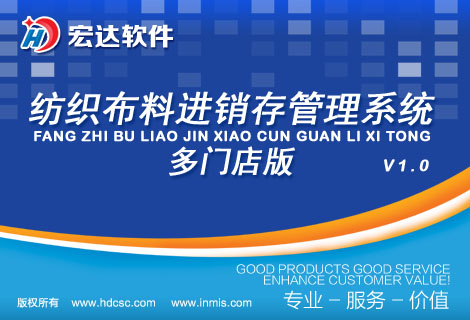 HD 宏达软件
纺织布料进销存管理系统
FANG ZHI BU LIAO JIN XIAO CUN GUAN LI XI TONG
多门店版 V1.0
GOOD PRODUCTS GOOD SERVICE
ENHANCE CUSTOMER VALUE!
版权所有 www.hdcsc.com www.inmis.com 专业－服务－价值